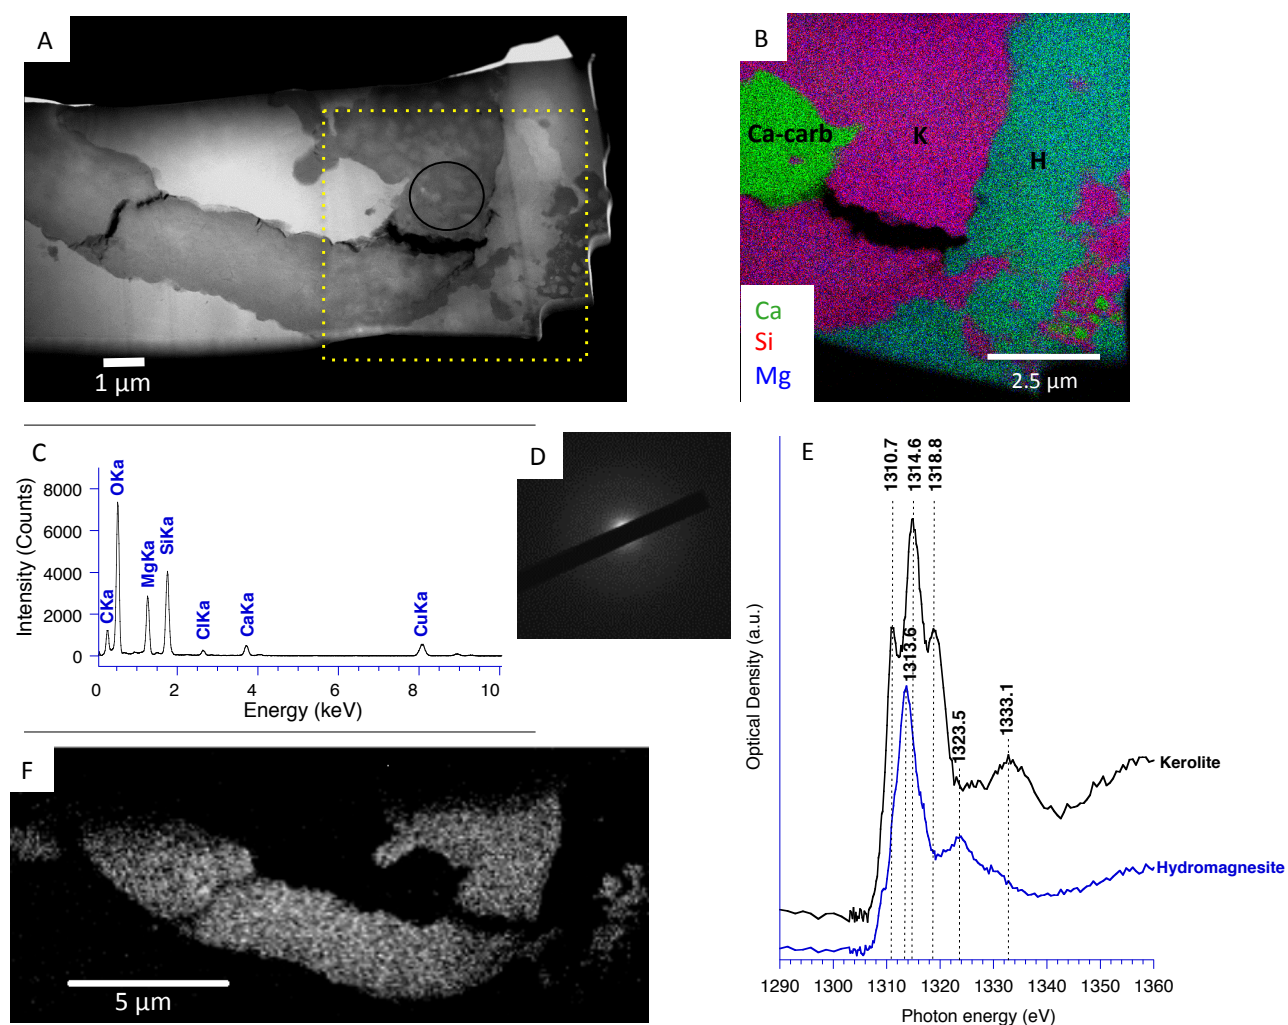 A
1 µm
B
Ca-carb
K
H
Ca
Si
Mg
2.5 µm
C
Intensity (Counts)
8000
6000
4000
2000
0
CKa
OKa
MgKa
SiKa
ClKa
CaKa
CuKa
0 2 4 6 8 10
Energy (keV)
D
E
Optical Density (a.u.)
1310.7
1314.6
1318.8
1313.6
1323.5
1333.1
Kerolite
Hydromagnesite
1290 1300 1310 1320 1330 1340 1350 1360
Photon energy (eV)
F
5 µm